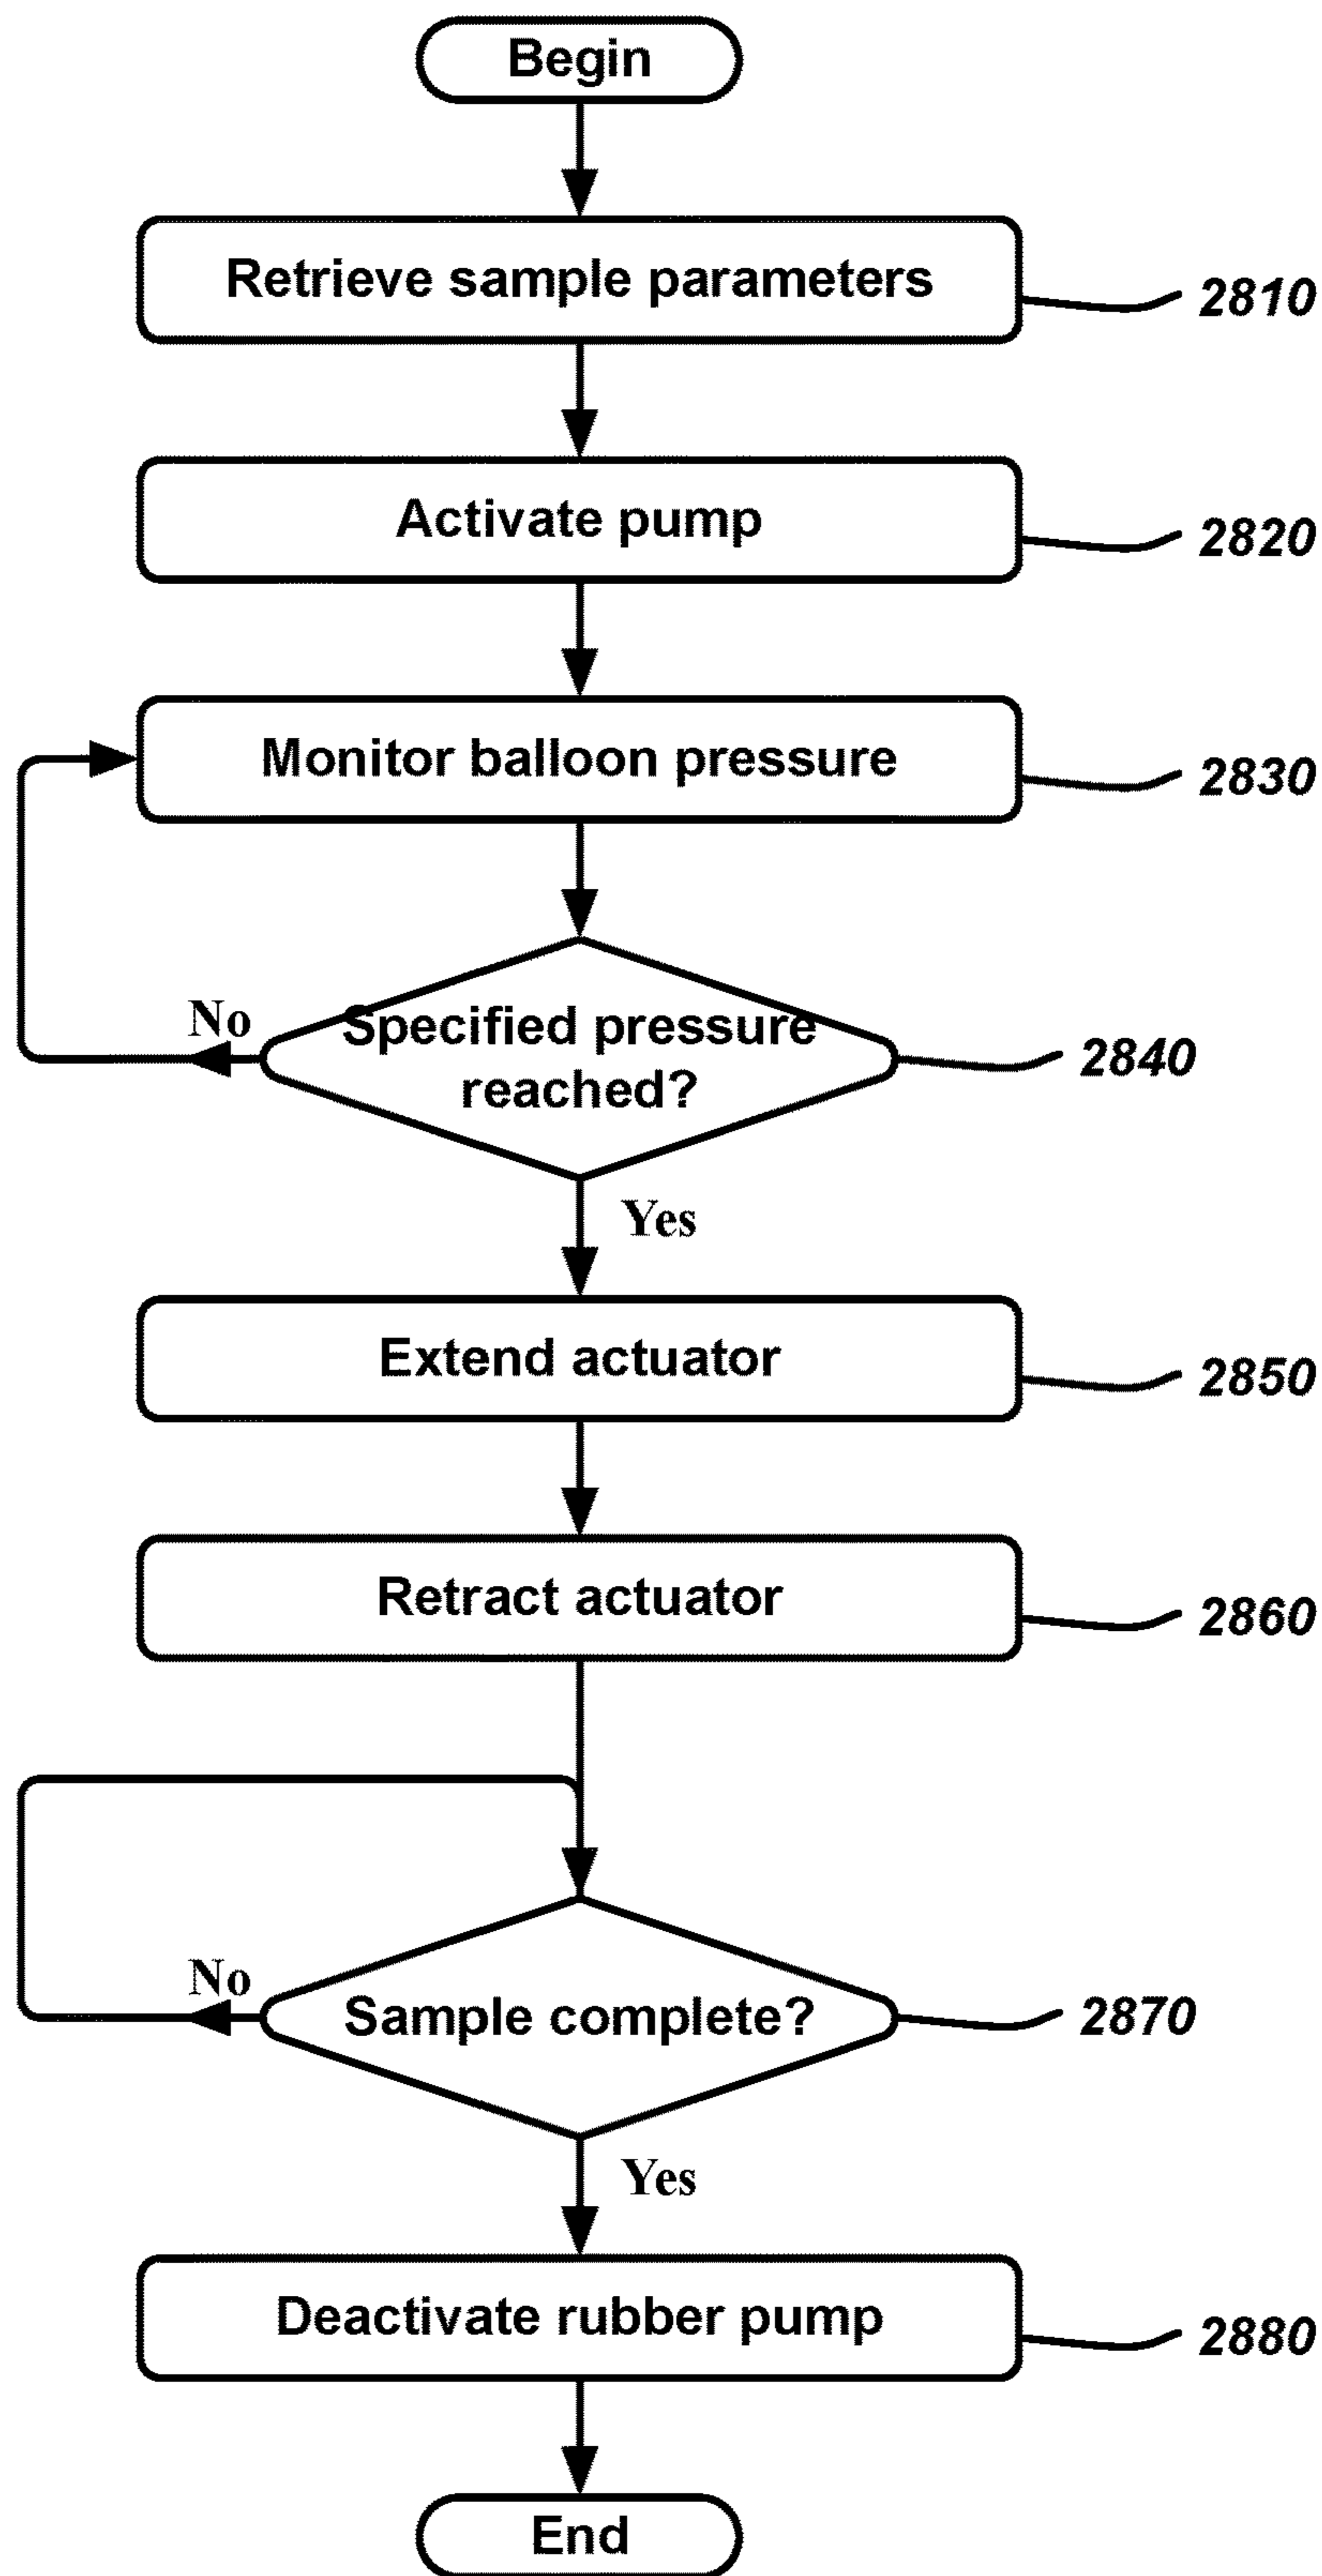 Begin
Retrieve sample parameters
2810
Activate pump
2820
Monitor balloon pressure
2830
No
Specified pressure
reached?
2840
Yes
Extend actuator
2850
Retract actuator
2860
No
Sample complete?
2870
Yes
Deactivate rubber pump
2880
End